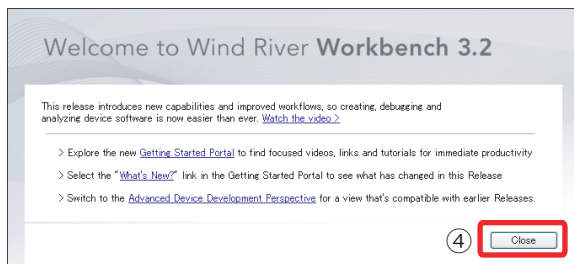 Welcome to Wind River Workbench 3.2
This release introduces new capabilities and improved workflows, so creating, debugging and
analyzing device software is now easier than ever. Watch the video >
> Explore the new Getting Started Portal to find focused videos, links and tutorials for immediate productivity
> Select the "What's New?" link in the Getting Started Portal to see what has changed in this Release
> Switch to the Advanced Device Development Perspective for a view that's compatible with earlier Releases.
④ Close